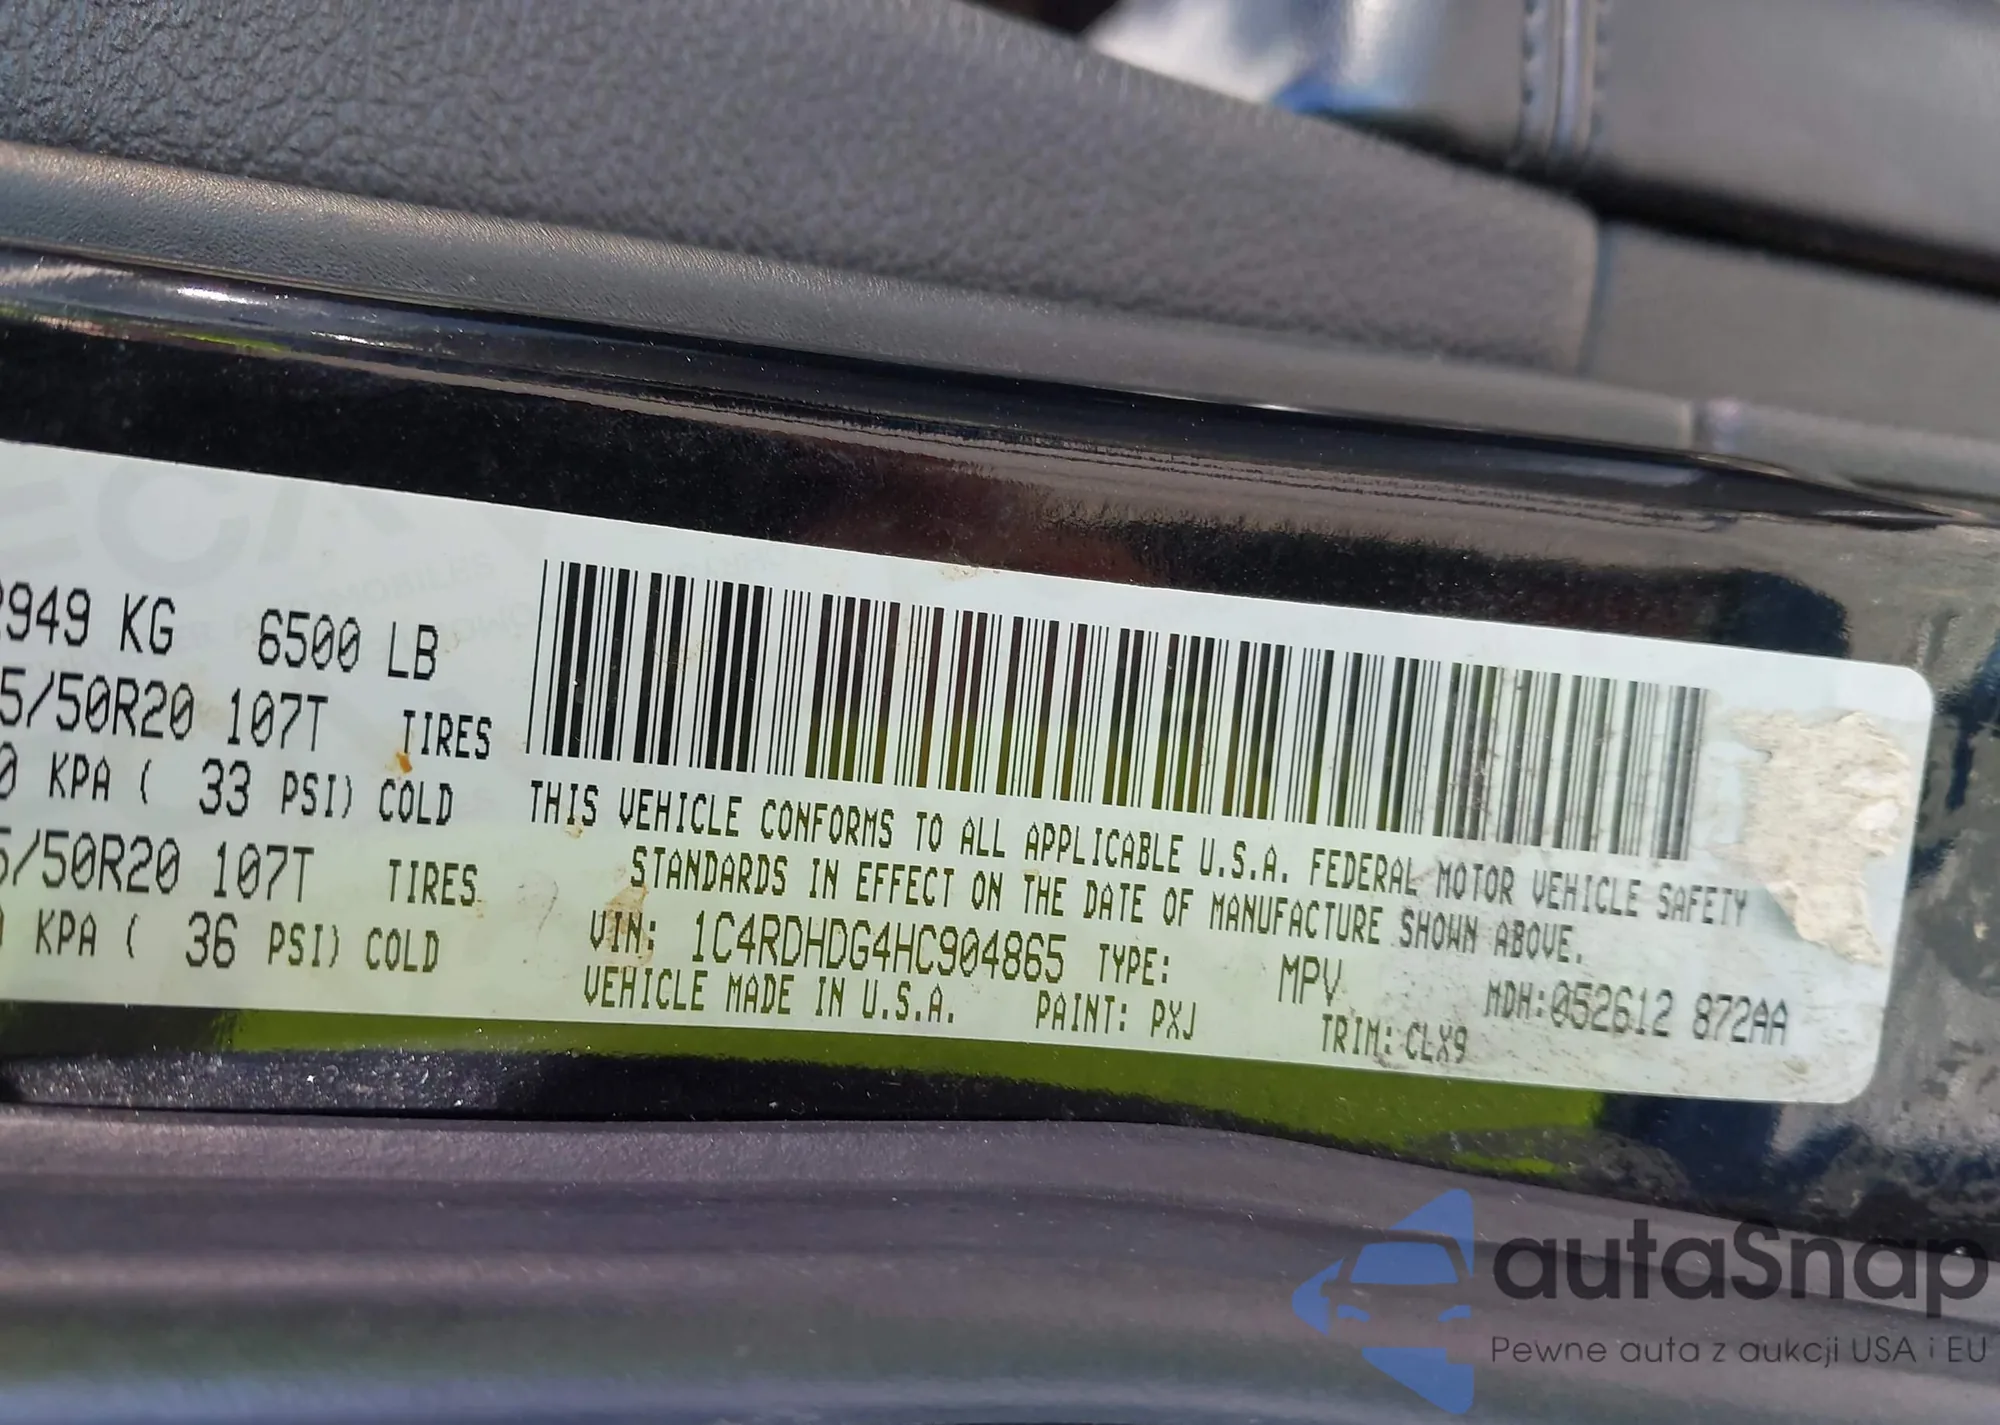 2949 KG 6500 LB
5/50R20 107T TIRES
0 KPA ( 33 PSI) COLD
5/50R20 107T TIRES
0 KPA ( 36 PSI) COLD
THIS VEHICLE CONFORMS TO ALL APPLICABLE U.S.A. FEDERAL MOTOR VEHICLE SAFETY
STANDARDS IN EFFECT ON THE DATE OF MANUFACTURE SHOWN ABOVE.
VIN: 1C4RDHDG4HC904865 TYPE: MPV MDH:052612 872AA
VEHICLE MADE IN U.S.A. PAINT: PXJ TRIM: CLX9
autaSnap
Pewne auta z aukcji USA i EU